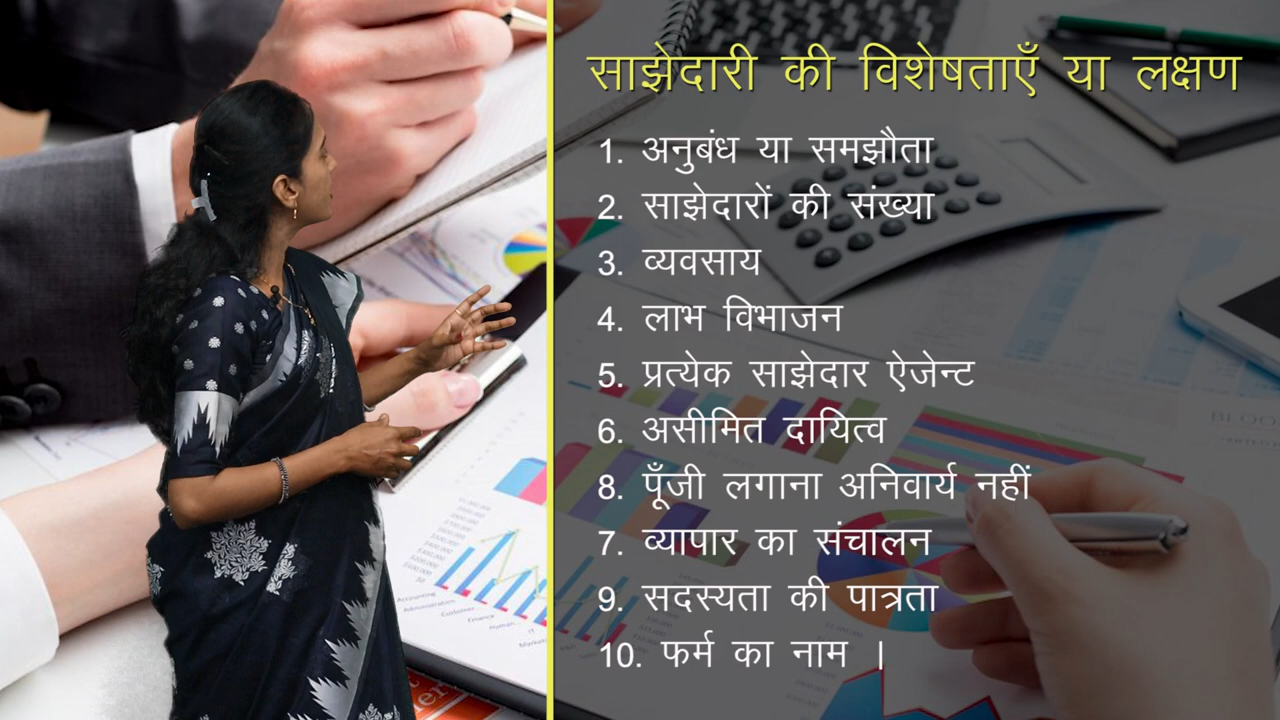 साझेदारी की विशेषताएँ या लक्षण
1. अनुबंध या समझौता
2. साझेदारों की संख्या
3. व्यवसाय
4. लाभ विभाजन
5. प्रत्येक साझेदार ऐजेन्ट
6. असीमित दायित्व
8. पूँजी लगाना अनिवार्य नहीं
7. व्यापार का संचालन
9. सदस्यता की पात्रता
10. फर्म का नाम ।